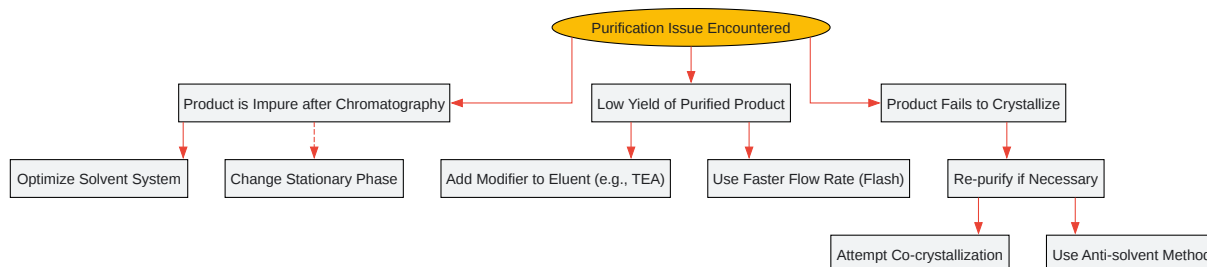 Purification Issue Encountered
Product is Impure after Chromatography
Low Yield of Purified Product
Product Fails to Crystallize
Optimize Solvent System
Change Stationary Phase
Add Modifier to Eluent (e.g., TEA)
Use Faster Flow Rate (Flash)
Re-purify if Necessary
Attempt Co-crystallization
Use Anti-solvent Method